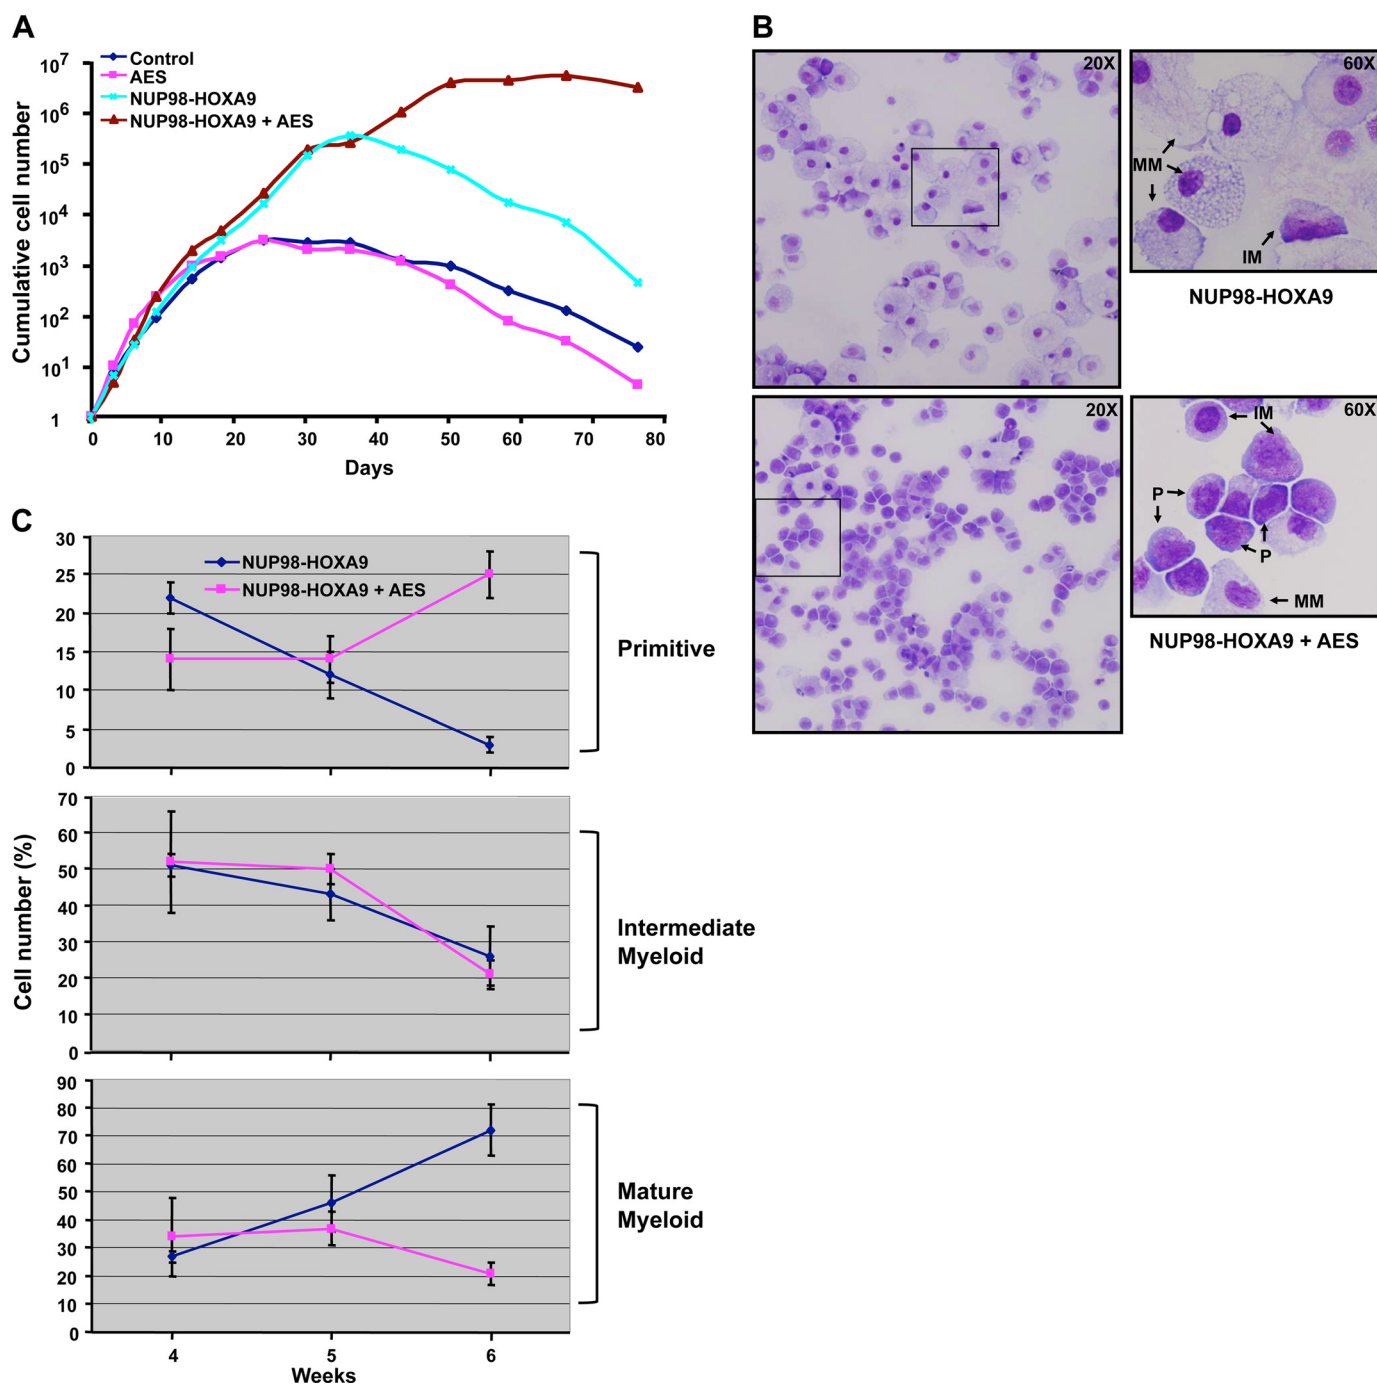 A
Control
AES
NUP98-HOXA9
NUP98-HOXA9 + AES
Cumulative cell number
10^7
10^6
10^5
10^4
10^3
10^2
10^1
1
0 10 20 30 40 50 60 70 80
Days
B
20X
60X
MM
IM
NUP98-HOXA9
20X
60X
IM
P
P
MM
NUP98-HOXA9 + AES
C
NUP98-HOXA9
NUP98-HOXA9 + AES
30
25
20
15
10
5
0
Primitive
Cell number (%)
70
60
50
40
30
20
10
0
Intermediate
Myeloid
90
80
70
60
50
40
30
20
10
0
Mature
Myeloid
4 5 6
Weeks